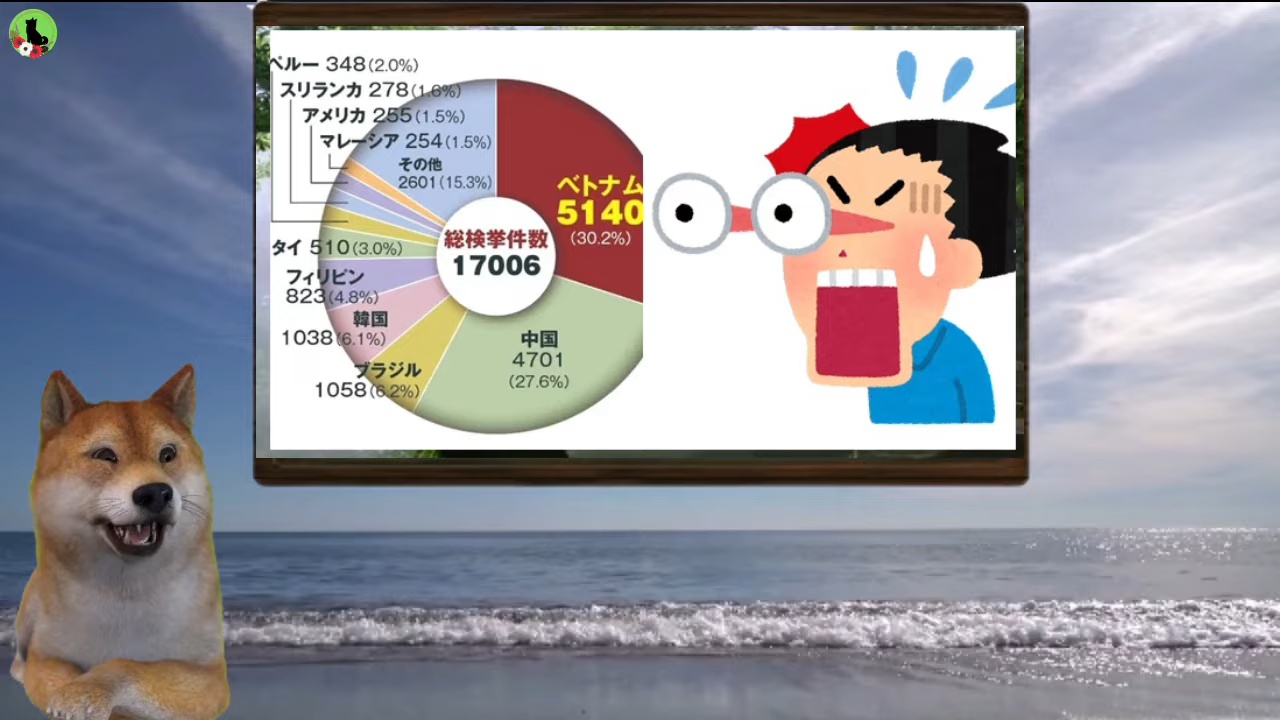 ペルー 348(2.0%)
スリランカ 278(1.6%)
アメリカ 255(1.5%)
マレーシア 254(1.5%)
その他
2601(15.3%)
ベトナム
5140
(30.2%)
総検挙件数
17006
タイ 510(3.0%)
フィリピン
823(4.8%)
韓国
1038(6.1%)
中国
4701
(27.6%)
ブラジル
1058(6.2%)